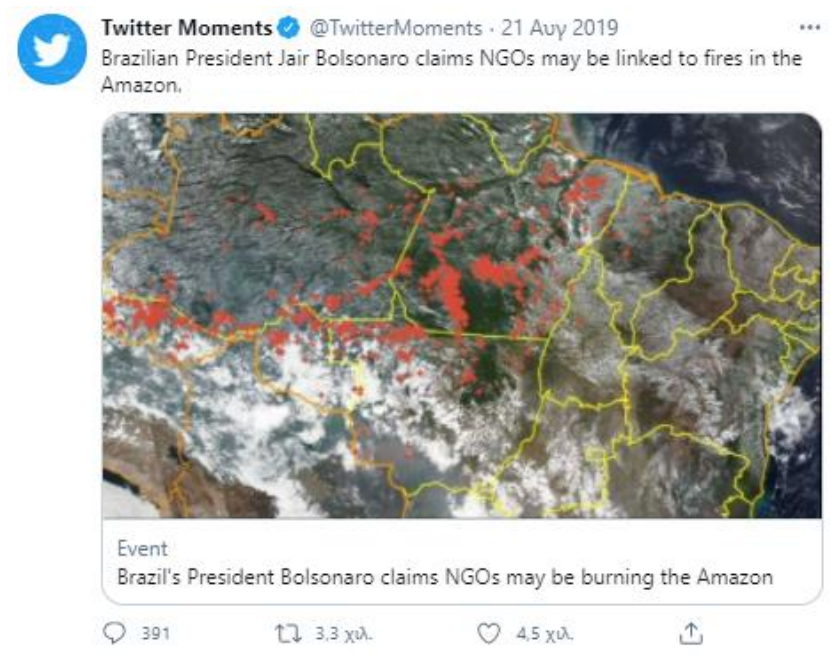 Twitter Moments @TwitterMoments · 21 Αυγ 2019
Brazilian President Jair Bolsonaro claims NGOs may be linked to fires in the
Amazon.
Event
Brazil's President Bolsonaro claims NGOs may be burning the Amazon
391 3,3 χιλ. 4,5 χιλ.